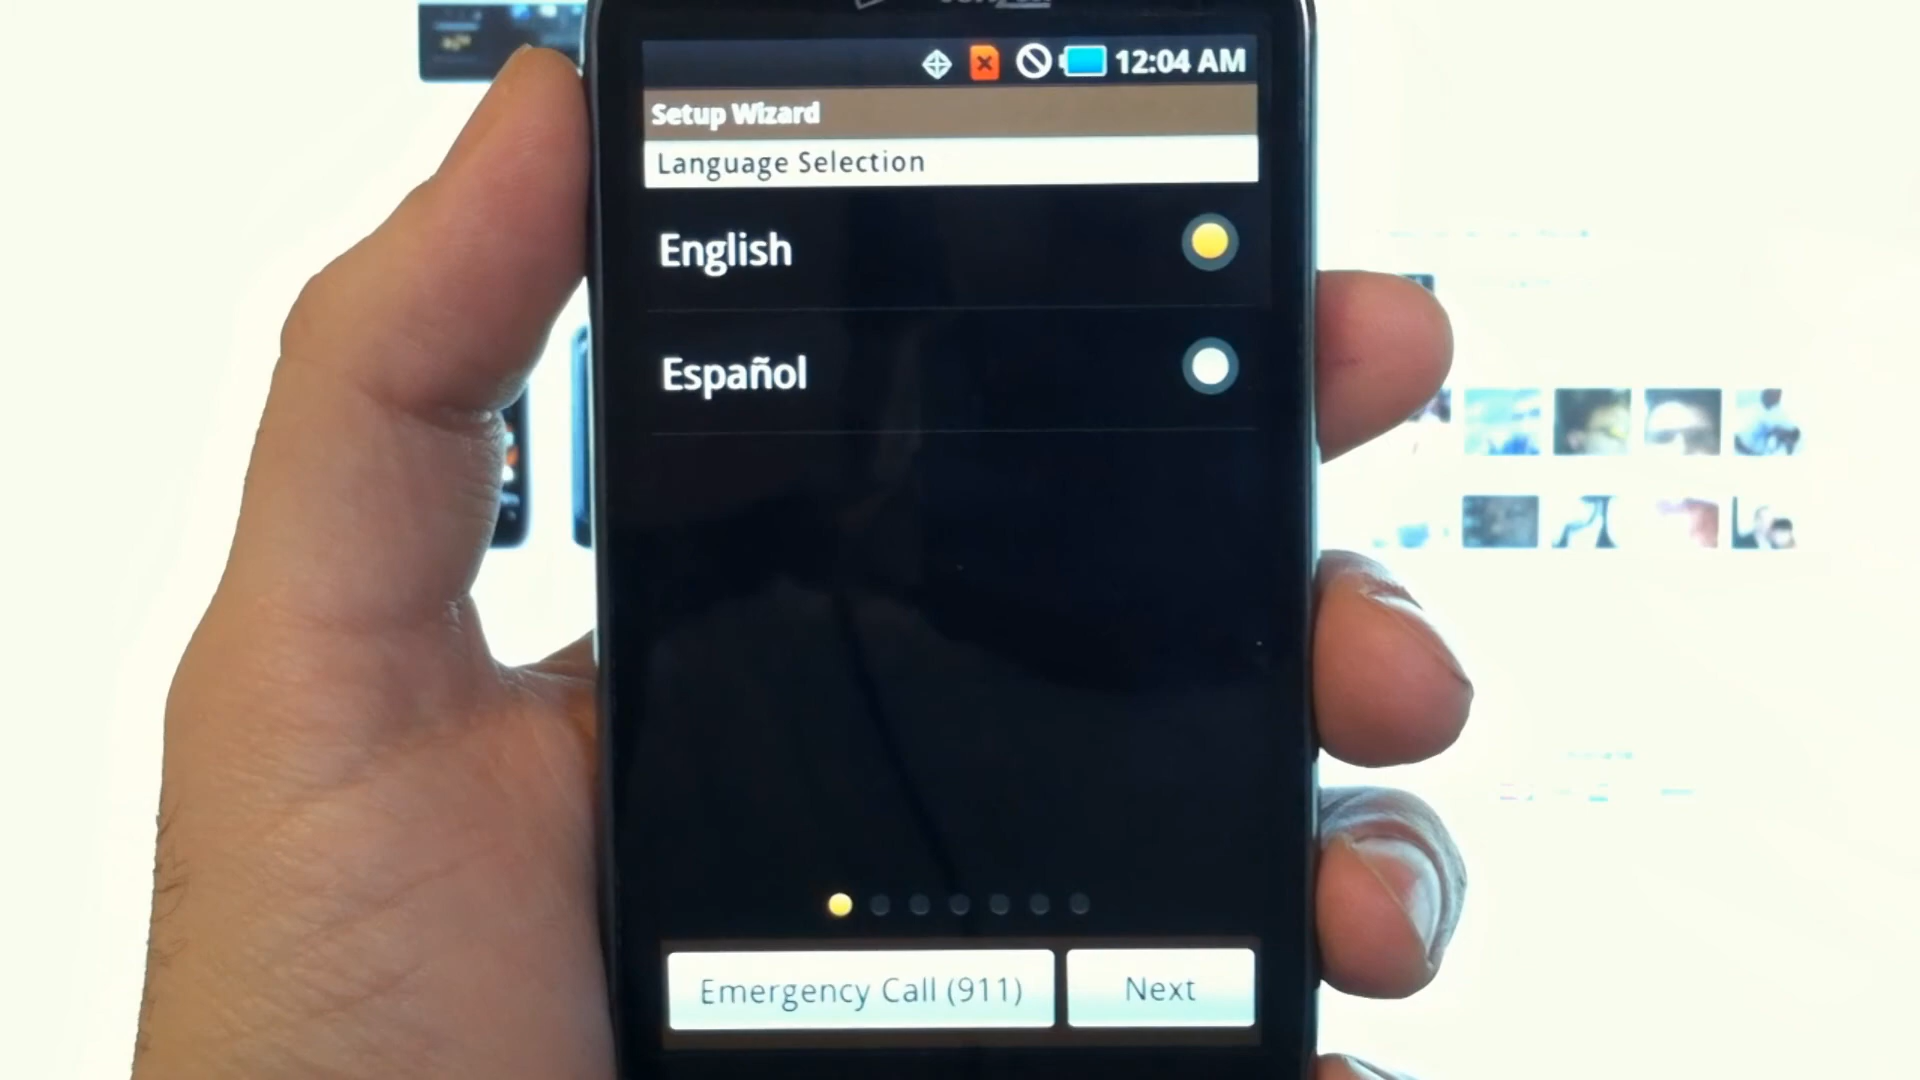 12:04 AM
Setup Wizard
Language Selection
English
Español
Emergency Call (911)
Next